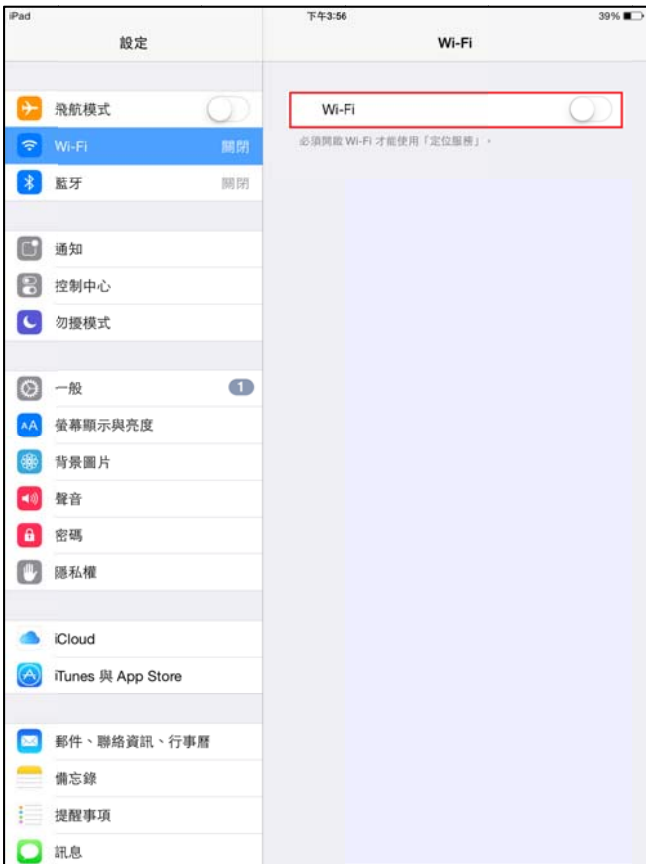 iPad 下午3:56 39%
設定
Wi-Fi
飛航模式
Wi-Fi 關閉
藍牙 關閉
通知
控制中心
勿擾模式
一般 1
AA 螢幕顯示與亮度
背景圖片
聲音
密碼
隱私權
iCloud
iTunes 與 App Store
郵件、聯絡資訊、行事曆
備忘錄
提醒事項
訊息
Wi-Fi
必須開啟 Wi-Fi 才能使用「定位服務」。